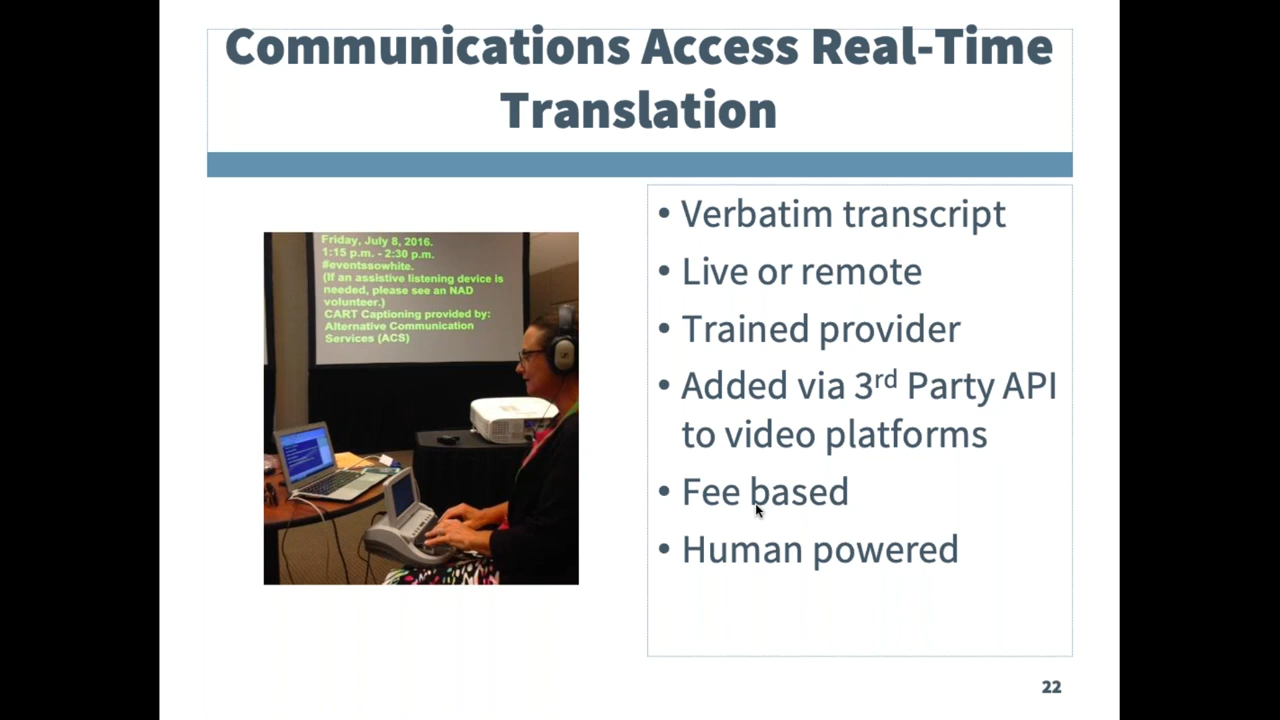 Communications Access Real-Time
Translation
Friday, July 8, 2016.
1:15 p.m. - 2:30 p.m.
#eventssowhite.
(If an assistive listening device is
needed, please see an NAD
volunteer.)
CART Captioning provided by:
Alternative Communication
Services (ACS)
• Verbatim transcript
• Live or remote
• Trained provider
• Added via 3rd Party API
to video platforms
• Fee based
• Human powered
22